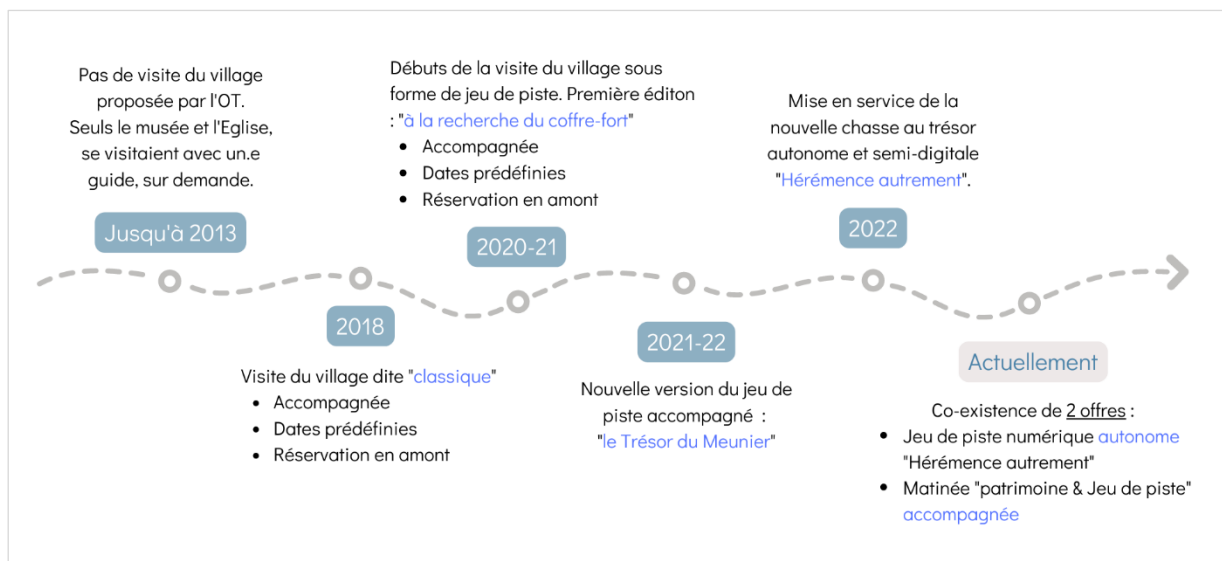 Pas de visite du village
proposée par l'OT.
Seuls le musée et l'Eglise,
se visitaient avec un.e
guide, sur demande.
Jusqu'à 2013
2018
Visite du village dite "classique"
• Accompagnée
• Dates prédéfinies
• Réservation en amont
Débuts de la visite du village sous
forme de jeu de piste. Première éditon
: "à la recherche du coffre-fort"
• Accompagnée
• Dates prédéfinies
• Réservation en amont
2020-21
2021-22
Nouvelle version du jeu de
piste accompagné :
"le Trésor du Meunier"
Mise en service de la
nouvelle chasse au trésor
autonome et semi-digitale
"Hérémence autrement".
2022
Actuellement
Co-existence de 2 offres :
• Jeu de piste numérique autonome
"Hérémence autrement"
• Matinée "patrimoine & Jeu de piste"
accompagnée